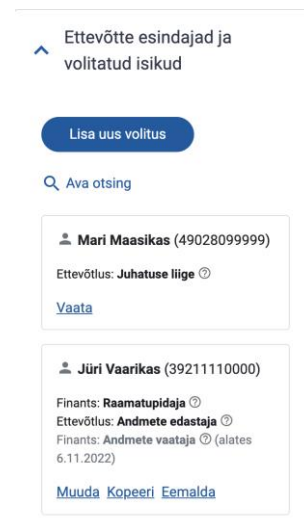 Ettevõtte esindajad ja
volitatud isikud
Lisa uus volitus
Ava otsing
Mari Maasikas (49028099999)
Ettevõtlus: Juhatuse liige ?
Vaata
Jüri Vaarikas (39211110000)
Finants: Raamatupidaja ?
Ettevõtlus: Andmete edastaja ?
Finants: Andmete vaataja ? (alates
6.11.2022)
Muuda Kopeeri Eemalda